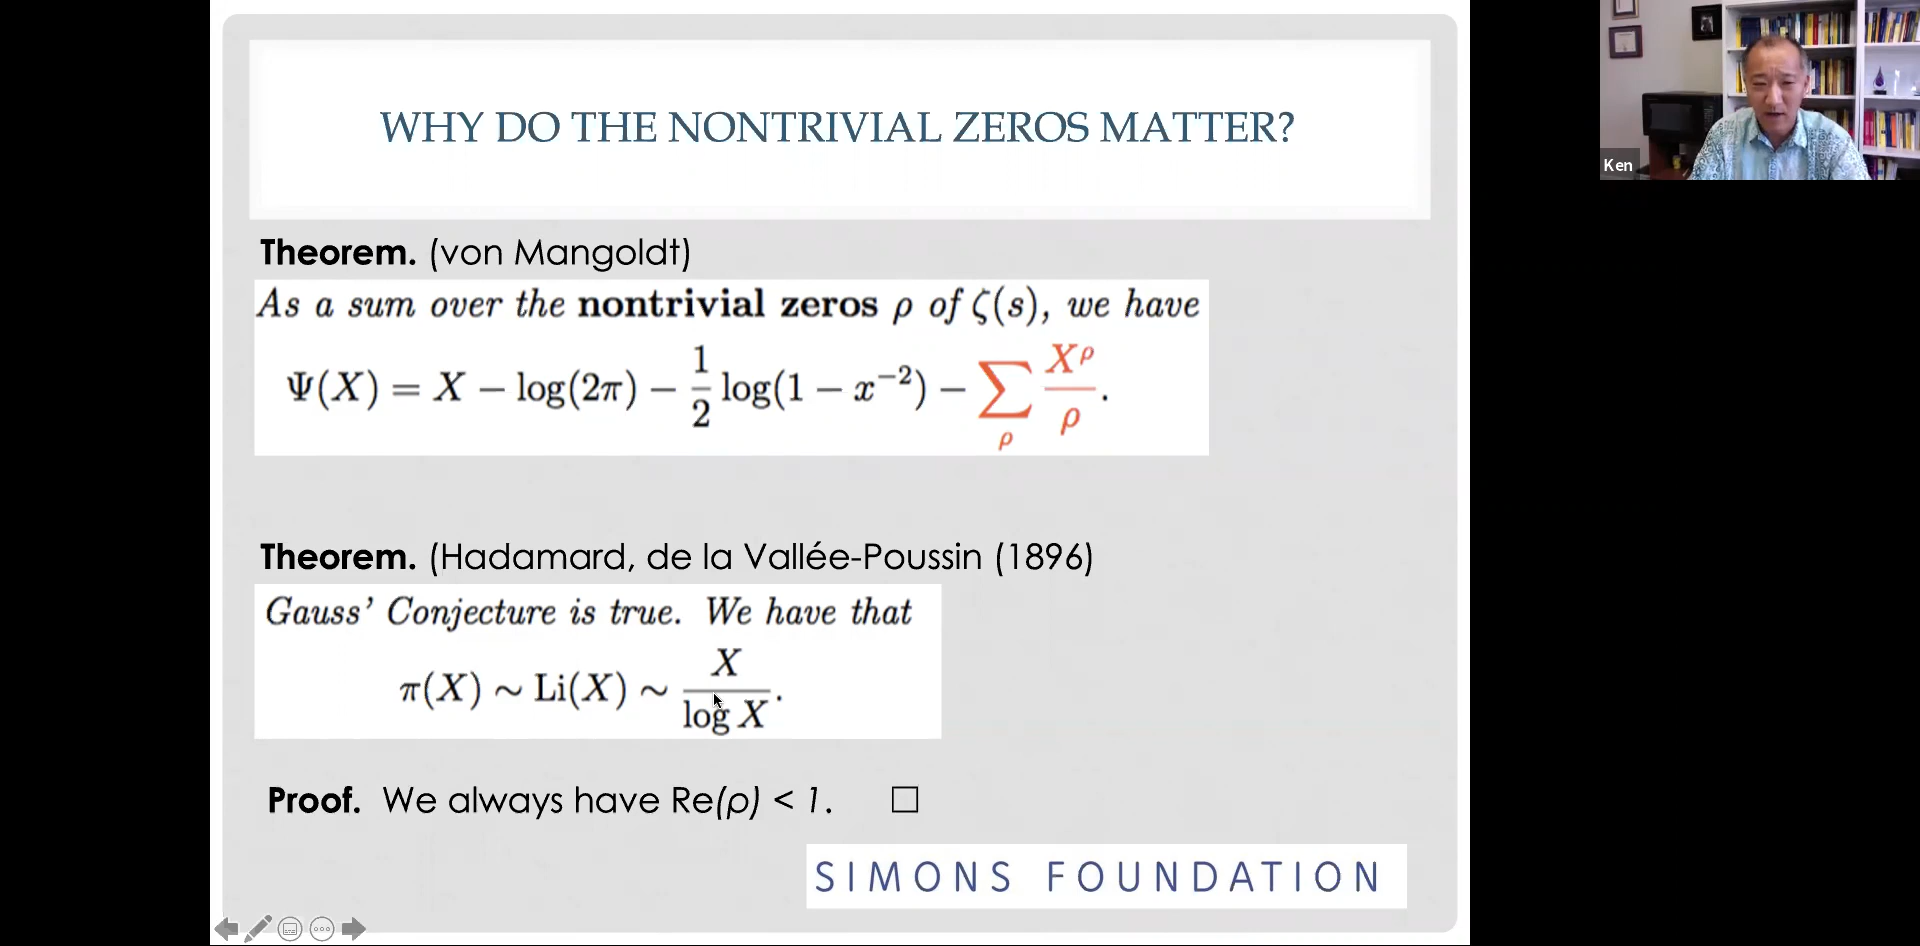 WHY DO THE NONTRIVIAL ZEROS MATTER?
Theorem. (von Mangoldt)
As a sum over the nontrivial zeros ρ of ζ(s), we have
Ψ(X) = X − log(2π) − 1/2 log(1 − x⁻²) − ∑_ρ X^ρ/ρ.
Theorem. (Hadamard, de la Vallée-Poussin (1896)
Gauss' Conjecture is true. We have that
π(X) ∼ Li(X) ∼ X/log X.
Proof. We always have Re(ρ) < 1. □
SIMONS FOUNDATION
Ken